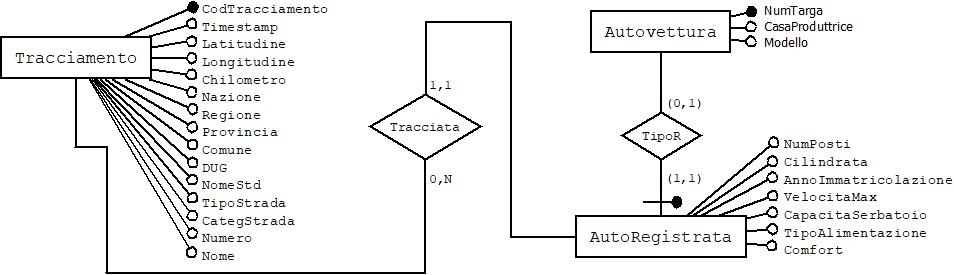 Tracciamento
CodTracciamento
Timestamp
Latitudine
Longitudine
Chilometro
Nazione
Regione
Provincia
Comune
DUG
NomeStd
TipoStrada
CategStrada
Numero
Nome
1,1
Tracciata
0,N
Autovettura
NumTarga
CasaProduttrice
Modello
(0,1)
TipoR
(1,1)
AutoRegistrata
NumPosti
Cilindrata
AnnoImmatricolazione
VelocitaMax
CapacitaSerbatoio
TipoAlimentazione
Comfort